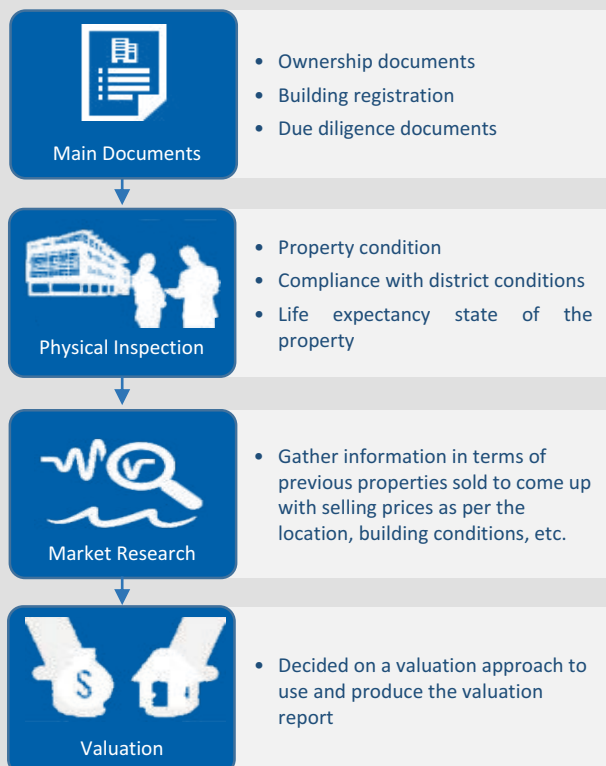 Main Documents
• Ownership documents
• Building registration
• Due diligence documents
Physical Inspection
• Property condition
• Compliance with district conditions
• Life expectancy state of the
property
Market Research
• Gather information in terms of
previous properties sold to come up
with selling prices as per the
location, building conditions, etc.
$
Valuation
• Decided on a valuation approach to
use and produce the valuation
report